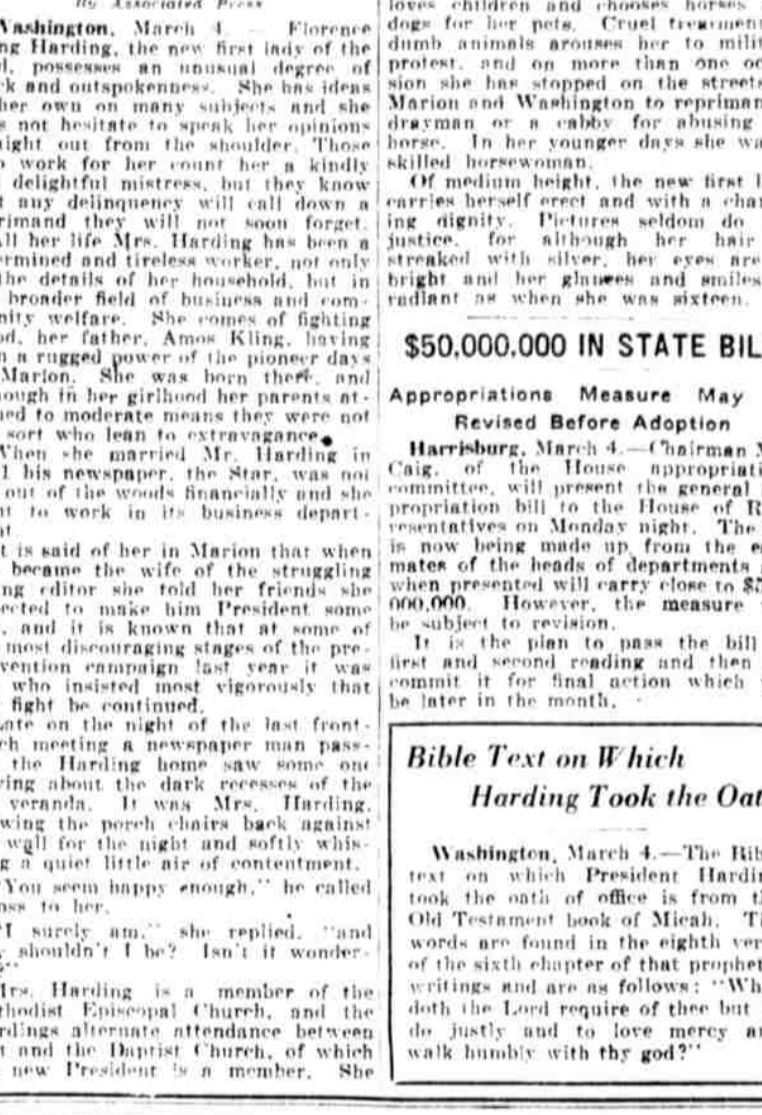 By Associated Press
Washington, March 4. — Florence
ng Harding, the new first lady of the
d, possesses an unusual degree of
k and outspokenness. She has ideas
her own on many subjects and she
s not hesitate to speak her opinions
ight out from the shoulder. Those
o work for her count her a kindly
delightful mistress, but they know
t any delinquency will call down a
rimand they will not soon forget.
All her life Mrs. Harding has been a
ermined and tireless worker, not only
the details of her household, but in
broader field of business and com-
nity welfare. She comes of fighting
od, her father, Amos Kling, having
n a rugged power of the pioneer days
Marion. She was born there, and
ough in her girlhood her parents at-
ned to moderate means they were not
sort who lean to extravagance.
When she married Mr. Harding in
1 his newspaper, the Star, was not
out of the woods financially and she
nt to work in its business depart-
nt
t is said of her in Marion that when
became the wife of the struggling
ng editor she told her friends she
ected to make him President some
, and it is known that at some of
most discouraging stages of the pre-
vention campaign last year it was
who insisted most vigorously that
fight be continued.
ate on the night of the last front-
ch meeting a newspaper man pass-
the Harding home saw some one
ving about the dark recesses of the
veranda. It was Mrs. Harding,
wing the porch chairs back against
wall for the night and softly whis-
g a quiet little air of contentment.
"You seem happy enough," he called
oss to her.
"I surely am," she replied, "and
y shouldn't I be? Isn't it wonder-
?"
Mrs. Harding is a member of the
thodist Episcopal Church, and the
rdings alternate attendance between
t and the Baptist Church, of which
new President is a member. She
loves children and chooses horses
dogs for her pets. Cruel treatment
dumb animals arouses her to milit
protest, and on more than one oc
sion she has stopped on the streets
Marion and Washington to repriman
drayman or a cabby for abusing
horse. In her younger days she wa
skilled horsewoman.
Of medium height, the new first l
carries herself erect and with a char
ing dignity. Pictures seldom do
justice, for although her hair
streaked with silver, her eyes are
bright and her glances and smiles
radiant as when she was sixteen.
$50,000,000 IN STATE BIL
Appropriations Measure May
Revised Before Adoption
Harrisburg, March 4.—Chairman M
Caig, of the House appropriati
committee, will present the general
propriation bill to the House of R
resentatives on Monday night. The
is now being made up from the e
mates of the heads of departments
when presented will carry close to $5
000,000. However, the measure
be subject to revision.
It is the plan to pass the bill
first and second reading and then
commit it for final action which
be later in the month.
Bible Text on Which
Harding Took the Oat
Washington, March 4.—The Bib
text on which President Hardin
took the oath of office is from th
Old Testament book of Micah. Th
words are found in the eighth ver
of the sixth chapter of that prophet
writings and are as follows: "Wh
doth the Lord require of thee but
do justly and to love mercy an
walk humbly with thy god?"